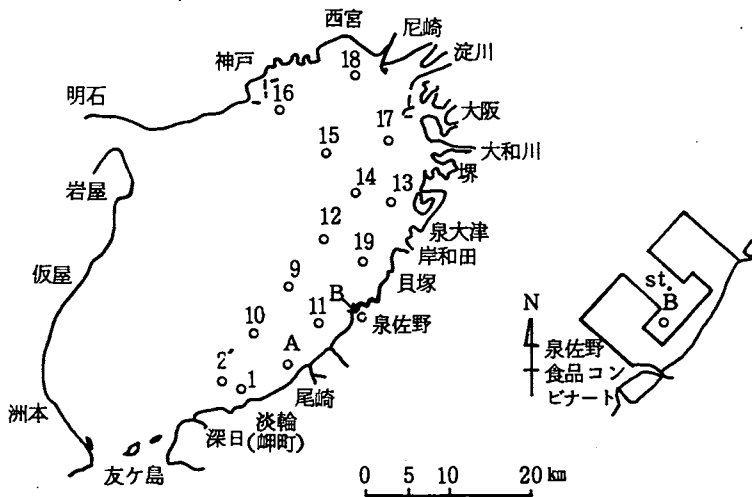 西宮
尼崎
淀川
神戸
18
明石
16
大阪
17
大和川
15
堺
岩屋
14
13
泉大津
12
岸和田
19
仮屋
貝塚
9
B
st.
B
10
11
泉佐野
N
A
泉佐野
食品コン
ビナート
2'
1
尾崎
洲本
淡輪
深日(岬町)
友ケ島
0 5 10 20 km